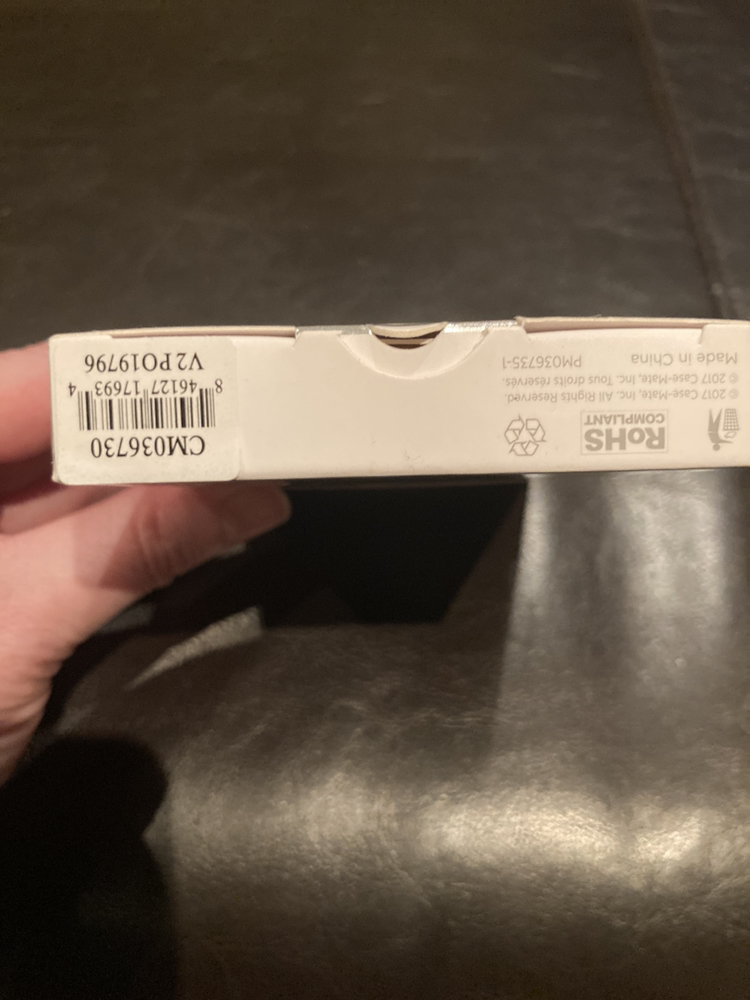 RoHS
COMPLIANT
© 2017 Case-Mate, Inc. All Rights Reserved.
© 2017 Case-Mate, Inc. Tous droits réservés.
Made in China PM036735-1
CM036730
8 46127 17693 4
V2 PO19796